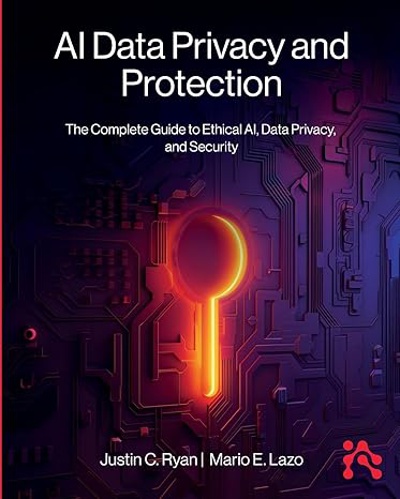 AI Data Privacy and
Protection
The Complete Guide to Ethical AI, Data Privacy,
and Security
Justin C. Ryan | Mario E. Lazo